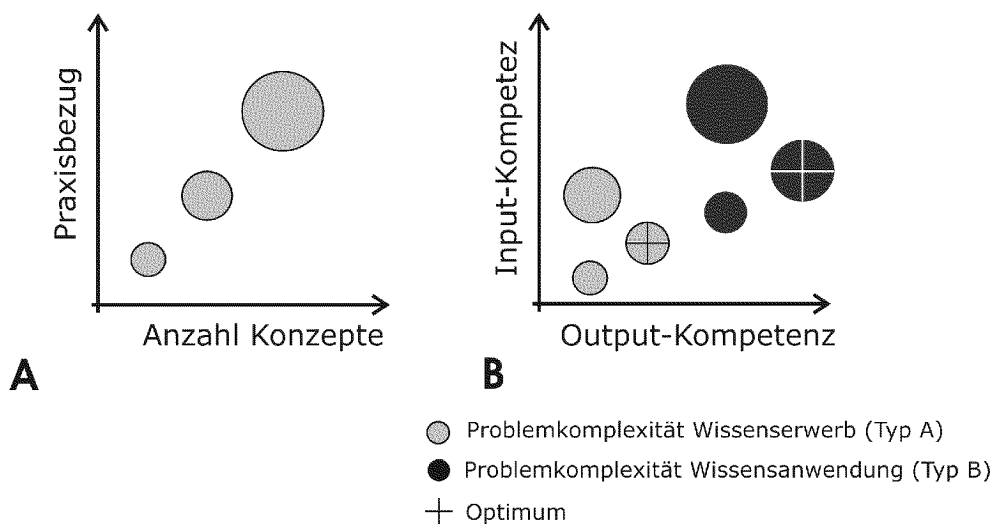 Praxisbezug
Anzahl Konzepte
A
Input-Kompetez
Output-Kompetenz
B
Problemkomplexität Wissenserwerb (Typ A)
Problemkomplexität Wissensanwendung (Typ B)
Optimum